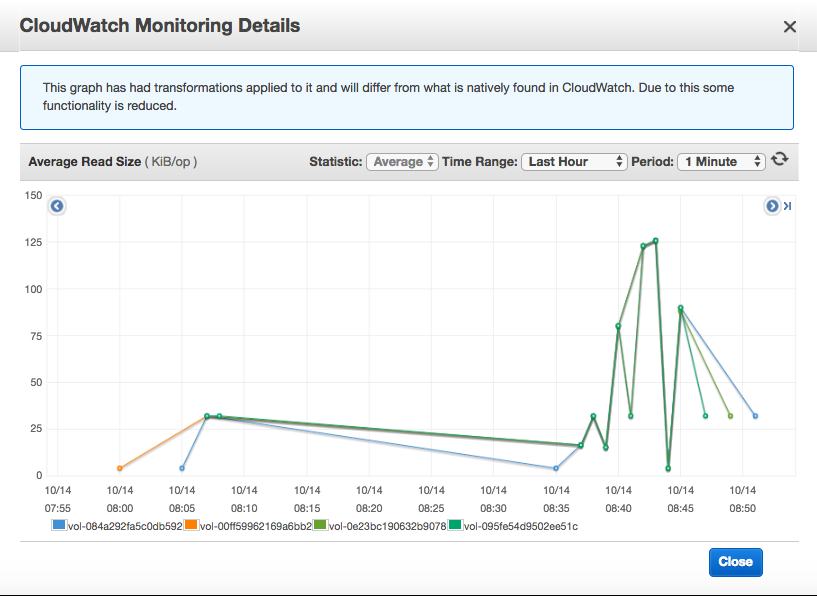 CloudWatch Monitoring Details
This graph has had transformations applied to it and will differ from what is natively found in CloudWatch. Due to this some
functionality is reduced.
Average Read Size ( KiB/op ) Statistic: Average Time Range: Last Hour Period: 1 Minute
150
125
100
75
50
25
0
10/14 10/14 10/14 10/14 10/14 10/14 10/14 10/14 10/14 10/14 10/14 10/14
07:55 08:00 08:05 08:10 08:15 08:20 08:25 08:30 08:35 08:40 08:45 08:50
vol-084a292fa5c0db592 vol-00ff59962169a6bb2 vol-0e23bc190632b9078 vol-095fe54d9502ee51c
Close